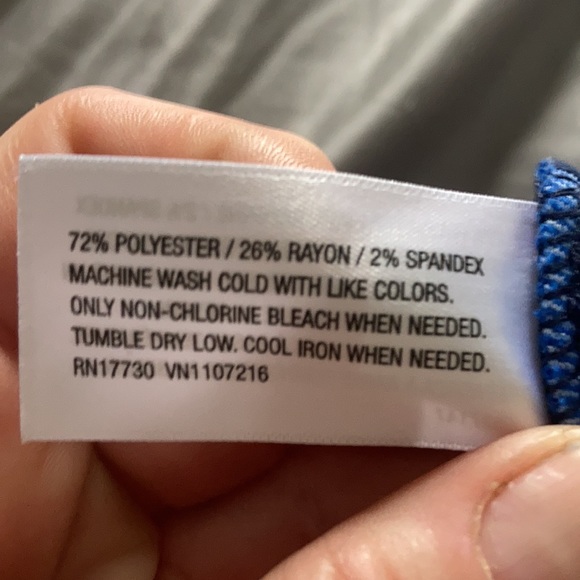 72% POLYESTER / 26% RAYON / 2% SPANDEX
MACHINE WASH COLD WITH LIKE COLORS.
ONLY NON-CHLORINE BLEACH WHEN NEEDED.
TUMBLE DRY LOW. COOL IRON WHEN NEEDED.
RN17730 VN1107216